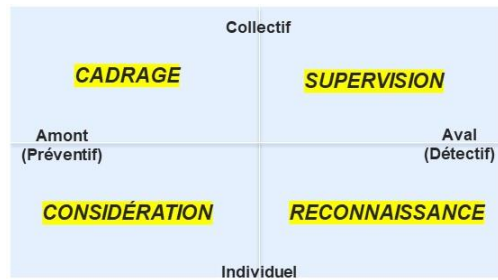 Collectif
CADRAGE
SUPERVISION
Amont
(Préventif)
Aval
(Détectif)
CONSIDÉRATION
RECONNAISSANCE
Individuel